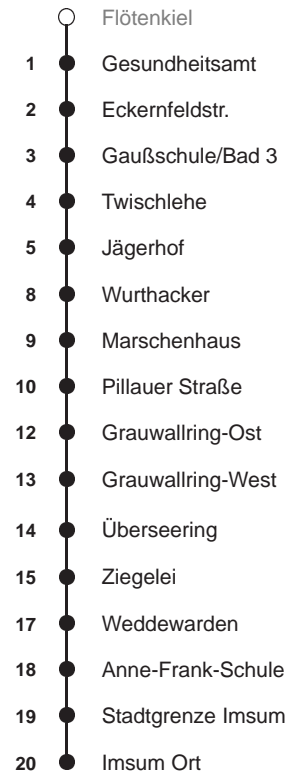 Flötenkiel
1 Gesundheitsamt
2 Eckernfeldstr.
3 Gaußschule/Bad 3
4 Twischlehe
5 Jägerhof
8 Wurthacker
9 Marschenhaus
10 Pillauer Straße
12 Grauwallring-Ost
13 Grauwallring-West
14 Überseering
15 Ziegelei
17 Weddewarden
18 Anne-Frank-Schule
19 Stadtgrenze Imsum
20 Imsum Ort